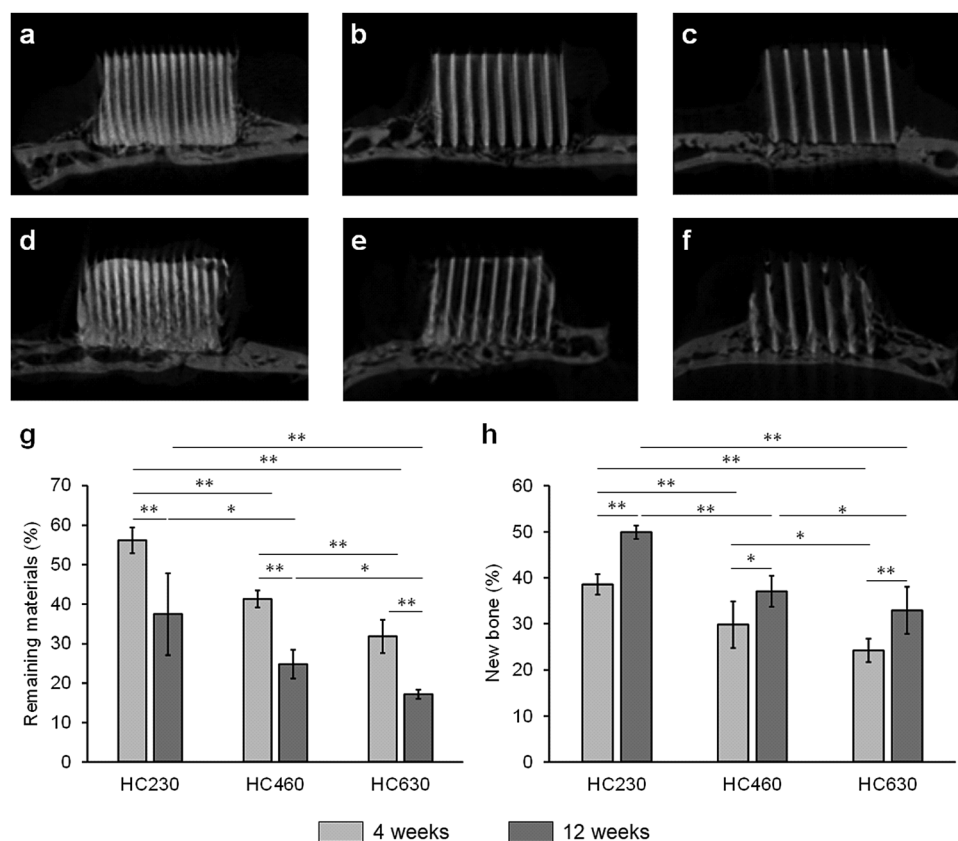 a
b
c
d
e
f
g
Remaining materials (%)
70
60
50
40
30
20
10
0
**
**
**
**
*
**
**
*
**
HC230
HC460
HC630
h
New bone (%)
60
50
40
30
20
10
0
**
**
**
**
**
*
*
*
**
HC230
HC460
HC630
4 weeks
12 weeks